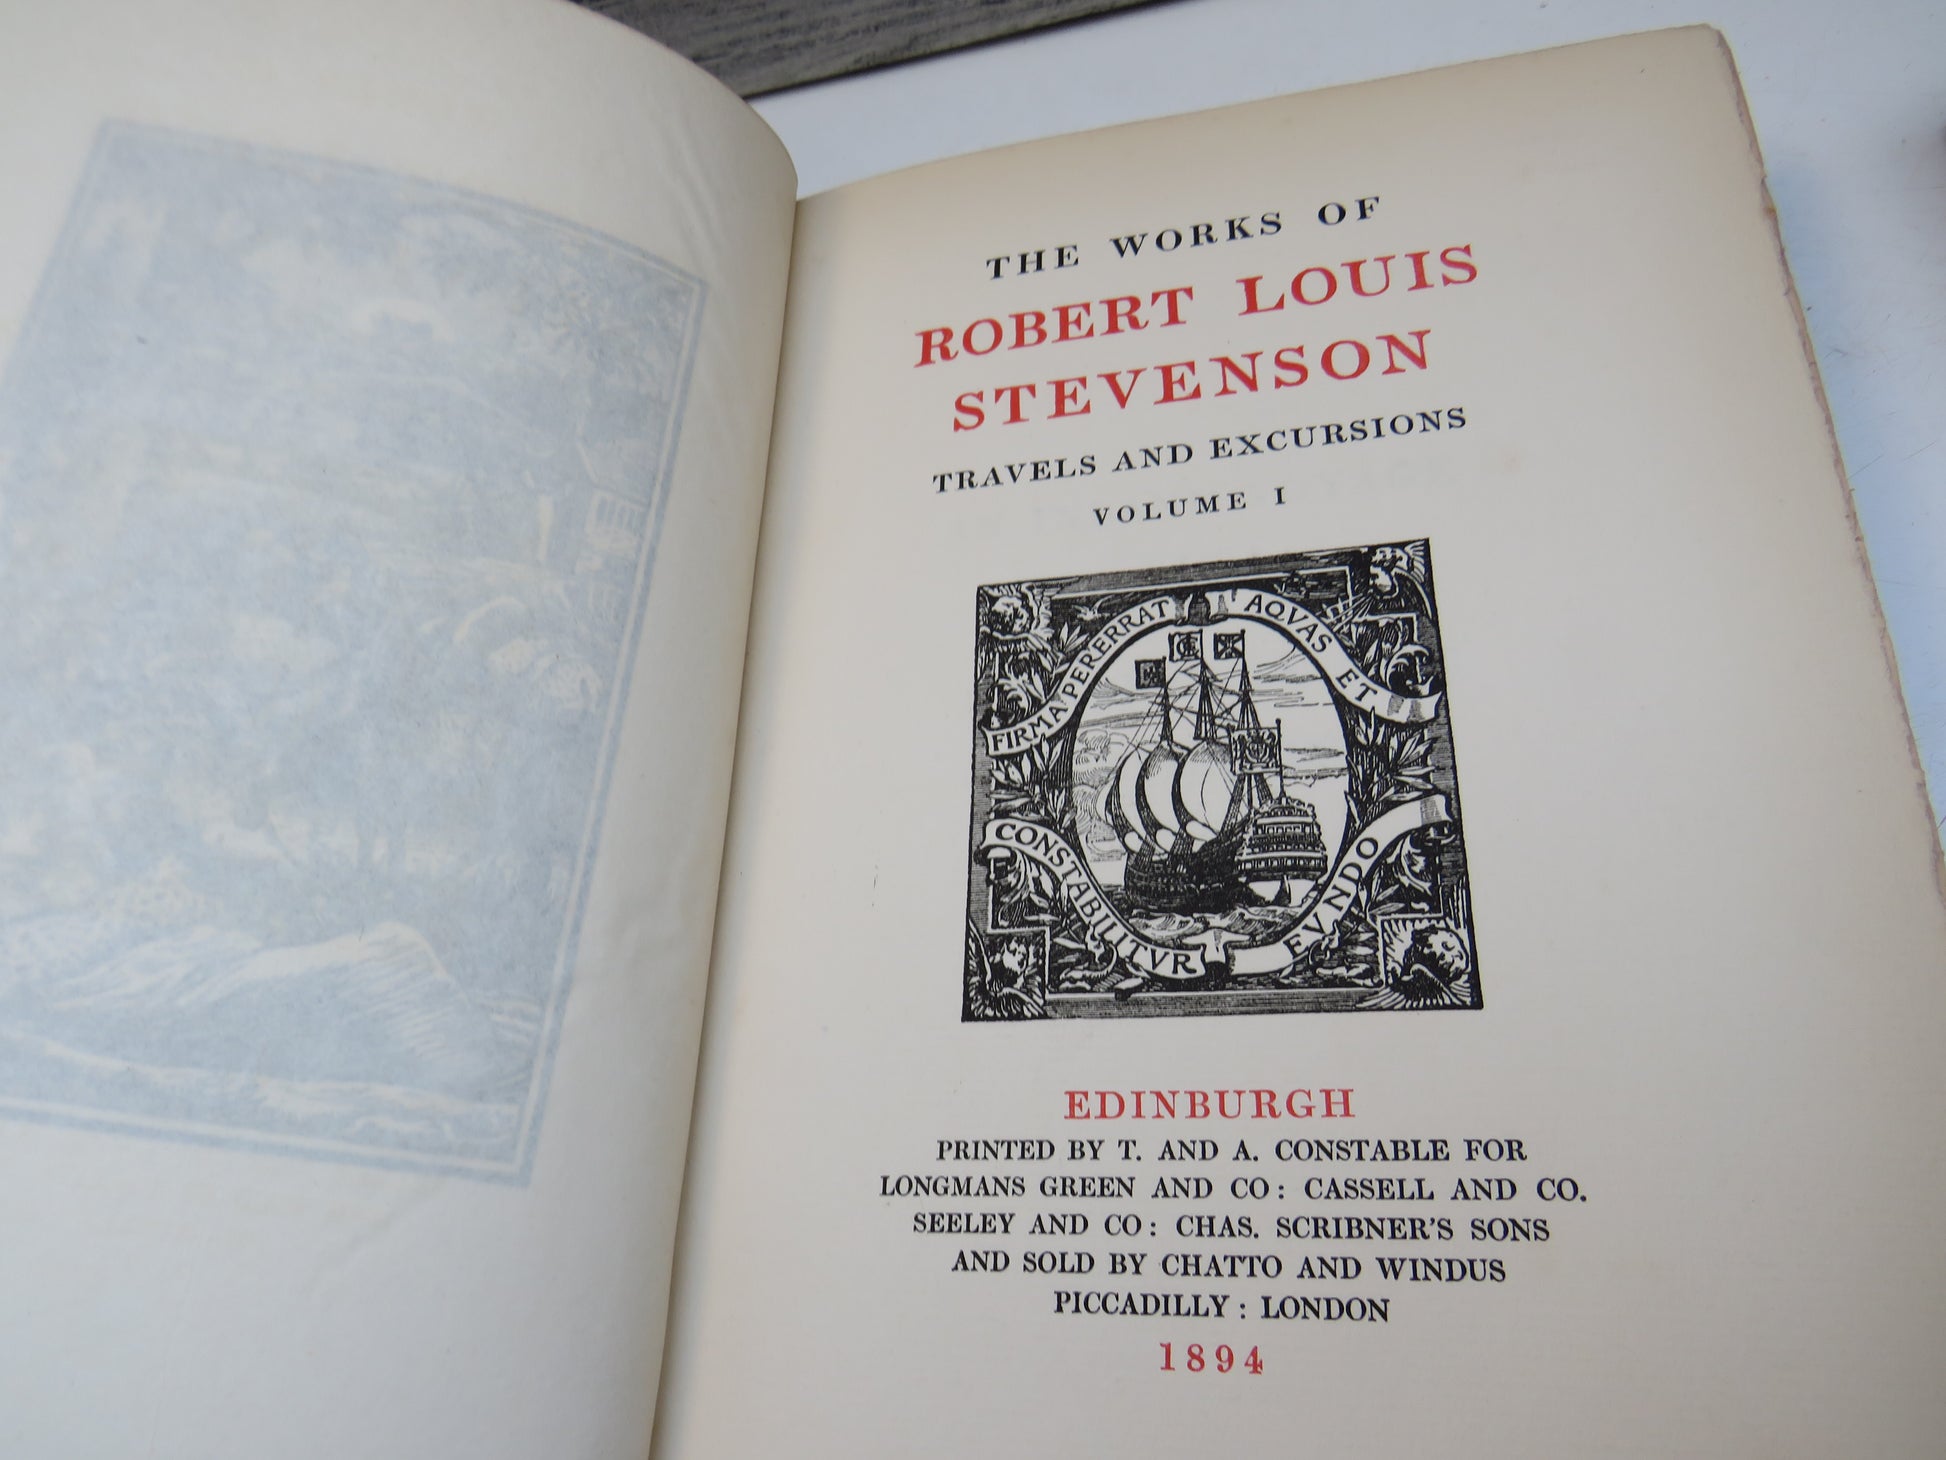 THE WORKS OF
ROBERT LOUIS
STEVENSON
TRAVELS AND EXCURSIONS
VOLUME I
FIRMA PERERRAT AQVAS ET
CONSTABILITVR EVNDO
EDINBURGH
PRINTED BY T. AND A. CONSTABLE FOR
LONGMANS GREEN AND CO: CASSELL AND CO.
SEELEY AND CO: CHAS. SCRIBNER'S SONS
AND SOLD BY CHATTO AND WINDUS
PICCADILLY: LONDON
1894